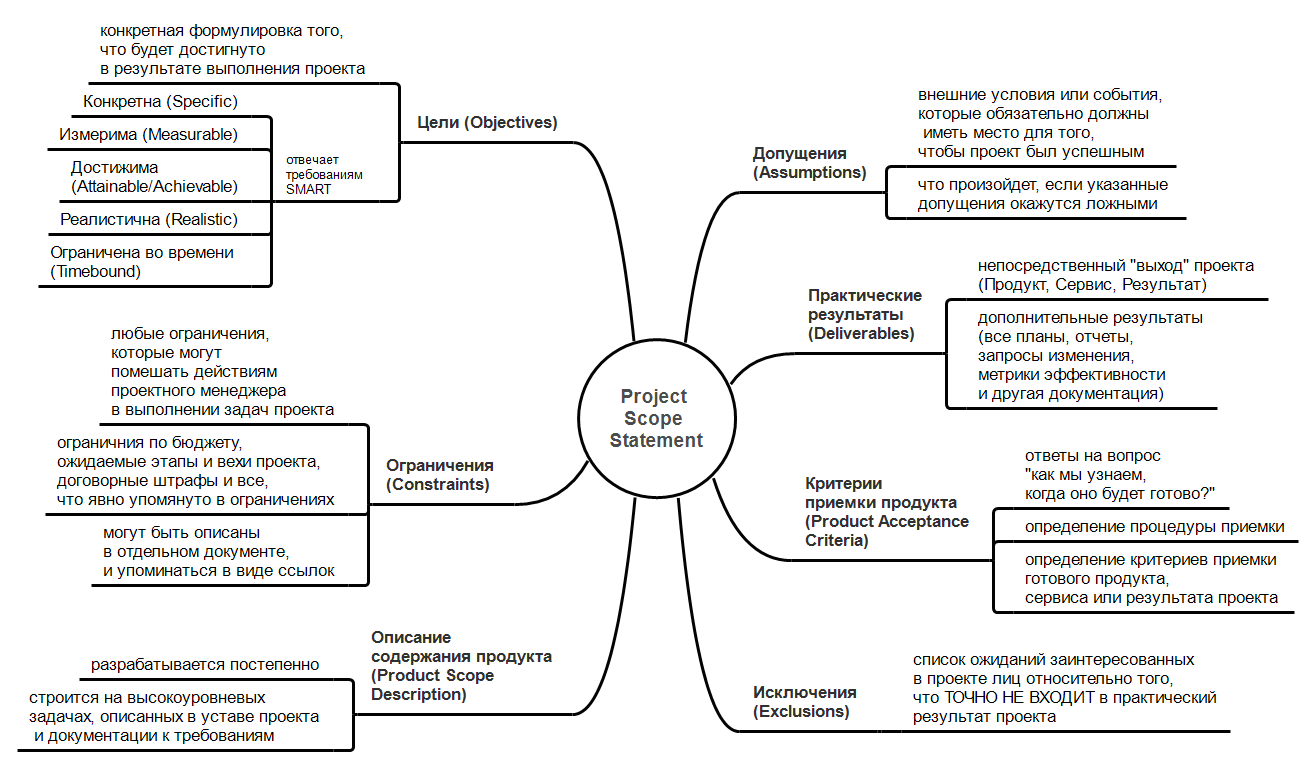 конкретная формулировка того,
что будет достигнуто
в результате выполнения проекта
Конкретна (Specific)
Измерима (Measurable)
Достижима
(Attainable/Achievable)
Реалистична (Realistic)
Ограничена во времени
(Timebound)
отвечает
требованиям
SMART
Цели (Objectives)
любые ограничения,
которые могут
помешать действиям
проектного менеджера
в выполнении задач проекта
ограничния по бюджету,
ожидаемые этапы и вехи проекта,
договорные штрафы и все,
что явно упомянуто в ограничениях
могут быть описаны
в отдельном документе,
и упоминаться в виде ссылок
Ограничения
(Constraints)
разрабатывается постепенно
строится на высокоуровневых
задачах, описанных в уставе проекта
и документации к требованиям
Описание
содержания продукта
(Product Scope
Description)
Project
Scope
Statement
Допущения
(Assumptions)
внешние условия или события,
которые обязательно должны
иметь место для того,
чтобы проект был успешным
что произойдет, если указанные
допущения окажутся ложными
Практические
результаты
(Deliverables)
непосредственный "выход" проекта
(Продукт, Сервис, Результат)
дополнительные результаты
(все планы, отчеты,
запросы изменения,
метрики эффективности
и другая документация)
Критерии
приемки продукта
(Product Acceptance
Criteria)
ответы на вопрос
"как мы узнаем,
когда оно будет готово?"
определение процедуры приемки
определение критериев приемки
готового продукта,
сервиса или результата проекта
Исключения
(Exclusions)
список ожиданий заинтересованных
в проекте лиц относительно того,
что ТОЧНО НЕ ВХОДИТ в практический
результат проекта